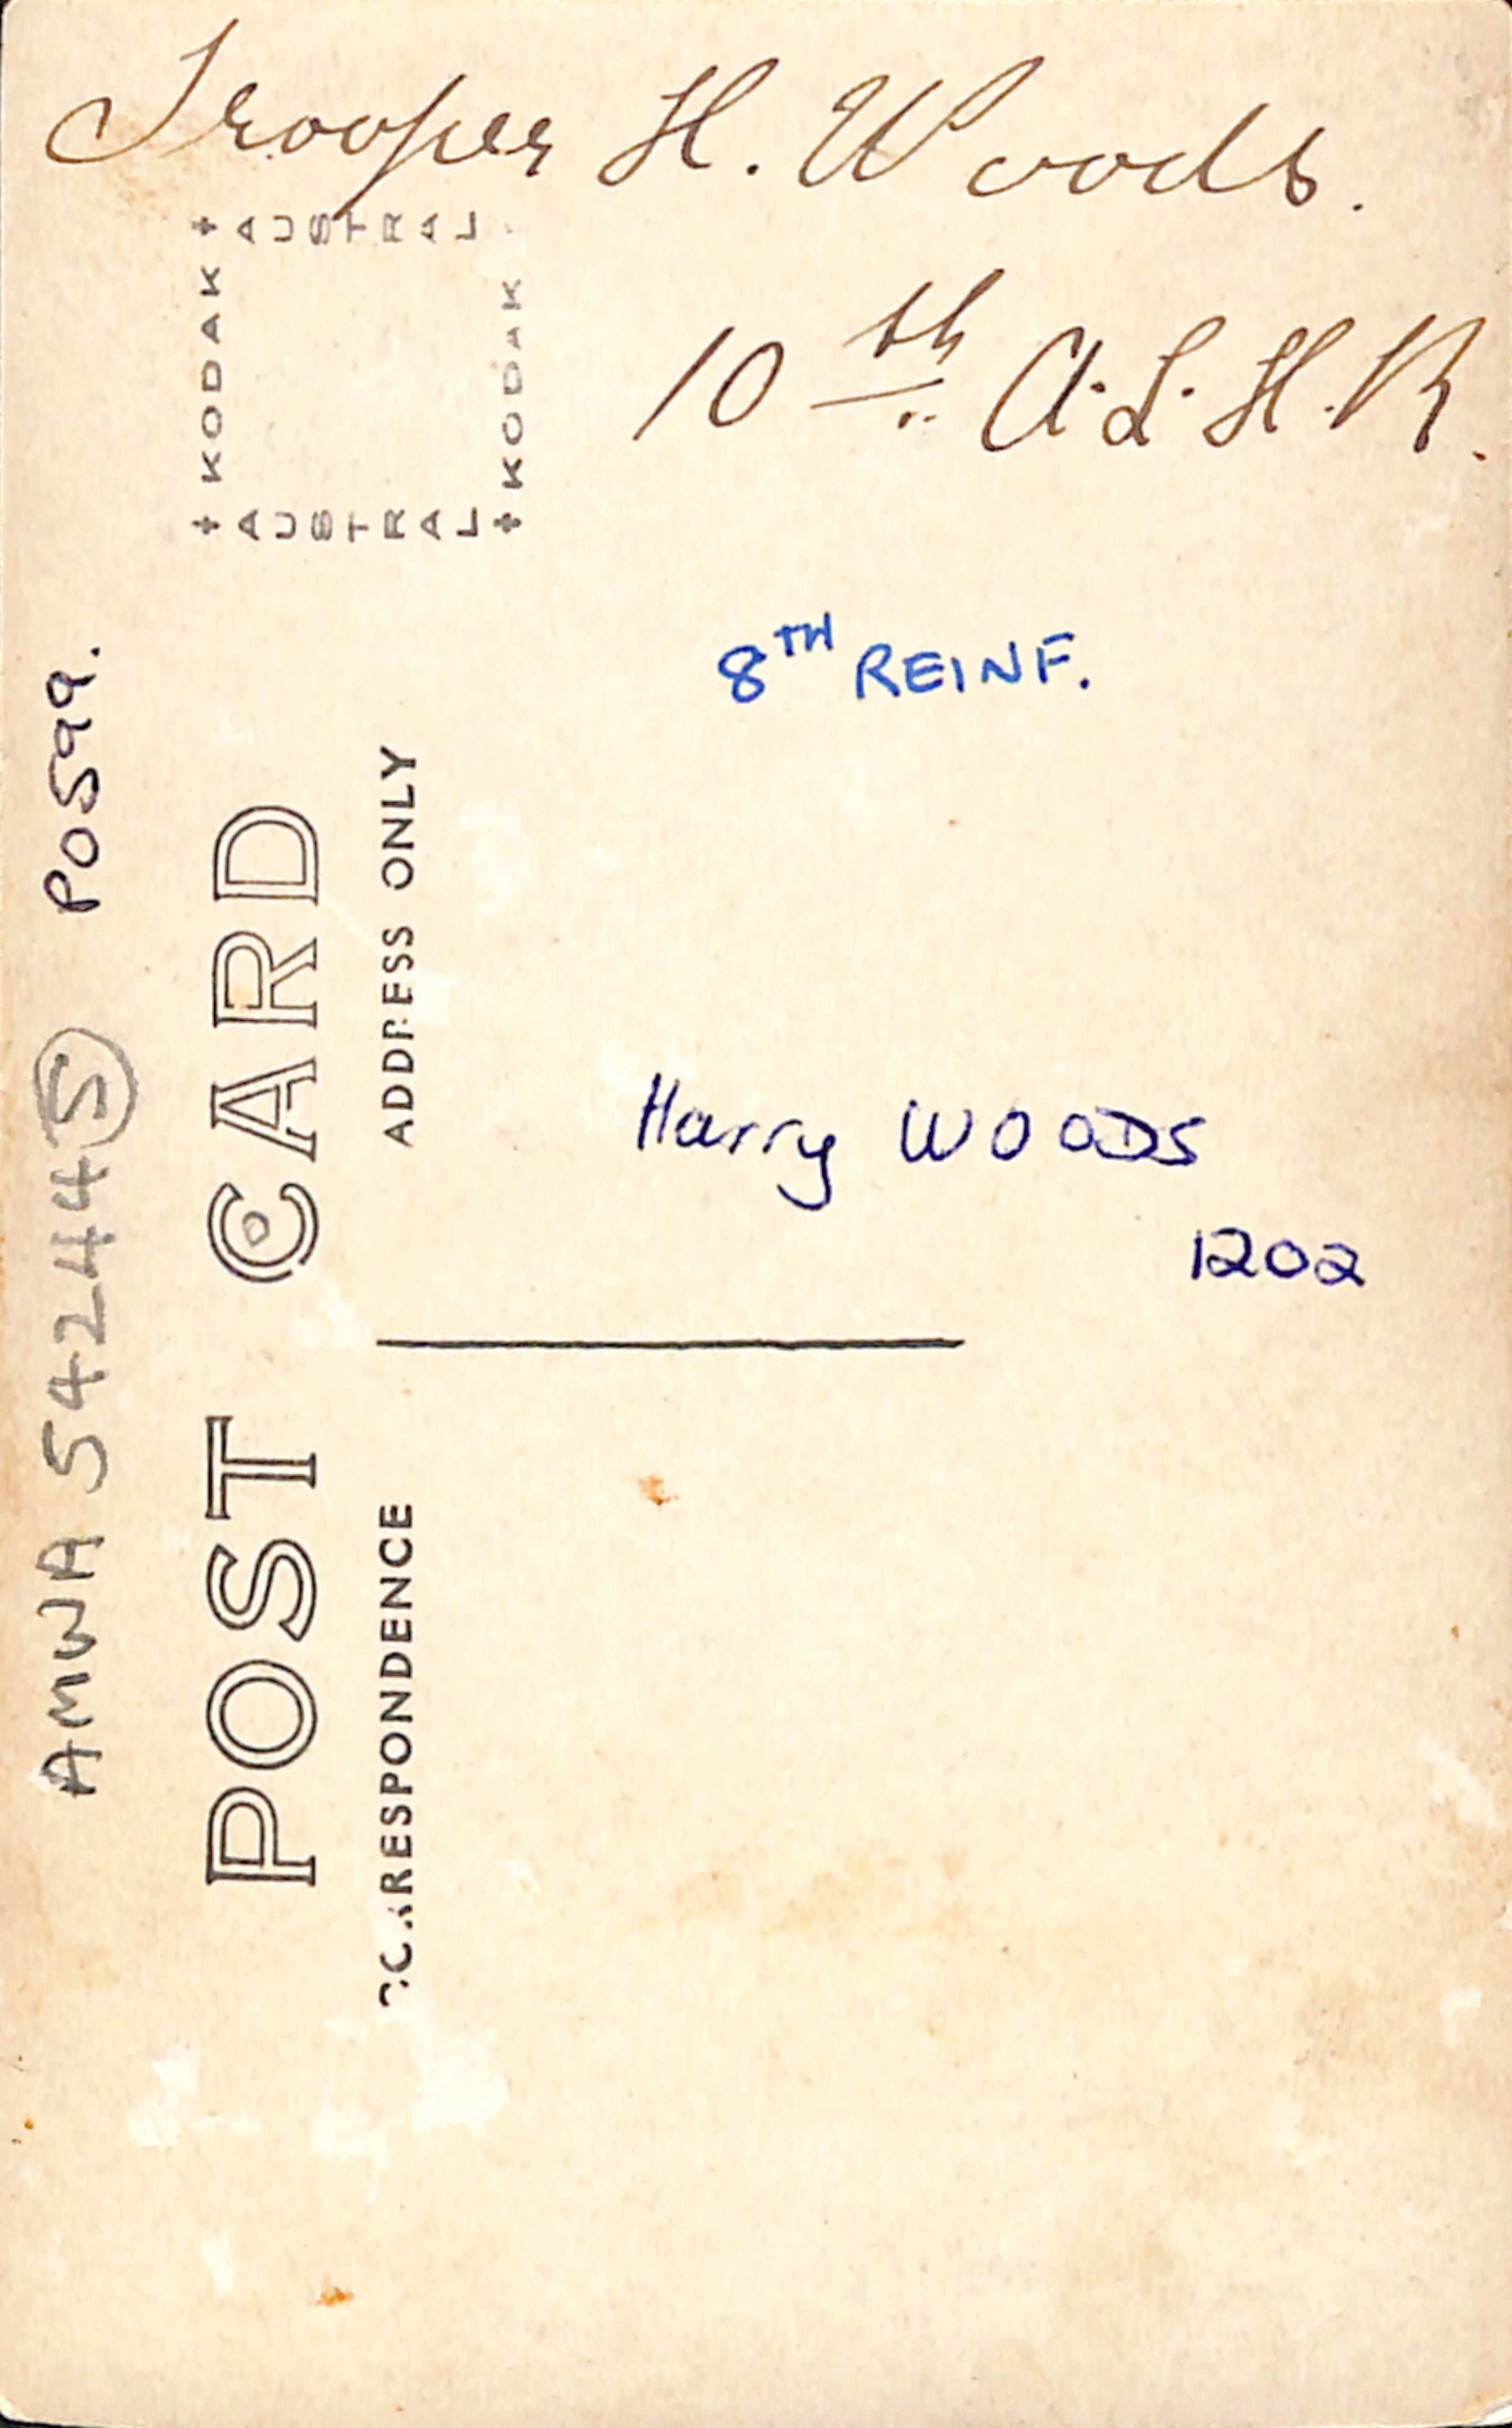 Trooper H. Woods.
10th A.L.H.R.
AUSTRAL
KODAK
KODAK
AUSTRAL
8TH REINF.
Harry WOODS
1202
AMWA 54244 5 P0599.
POST CARD
CORRESPONDENCE ADDRESS ONLY